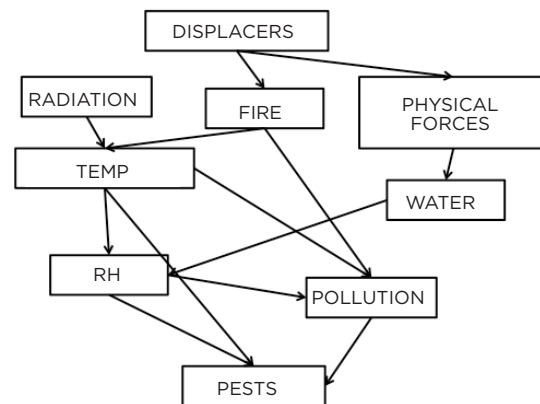 DISPLACERS
RADIATION
FIRE
PHYSICAL
FORCES
TEMP
WATER
RH
POLLUTION
PESTS